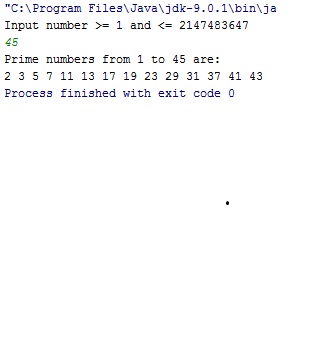 "C:\Program Files\Java\jdk-9.0.1\bin\ja
Input number >= 1 and <= 2147483647
45
Prime numbers from 1 to 45 are:
2 3 5 7 11 13 17 19 23 29 31 37 41 43
Process finished with exit code 0